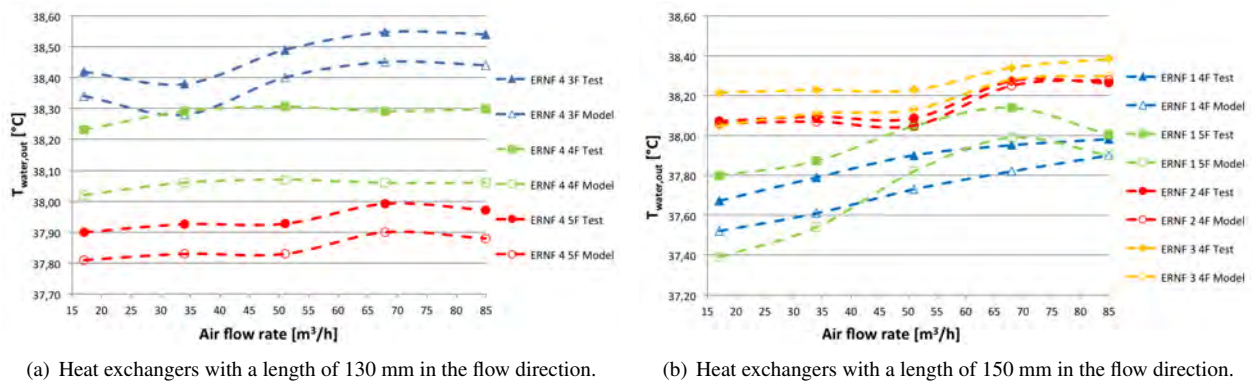 38,60
38,50
38,40
38,30
38,20
38,10
38,00
37,90
37,80
37,70
T_water,out [°C]
15 20 25 30 35 40 45 50 55 60 65 70 75 80 85
Air flow rate [m³/h]
ERNF 4 3F Test
ERNF 4 3F Model
ERNF 4 4F Test
ERNF 4 4F Model
ERNF 4 5F Test
ERNF 4 5F Model
(a) Heat exchangers with a length of 130 mm in the flow direction.
38,60
38,40
38,20
38,00
37,80
37,60
37,40
37,20
T_water,out [°C]
15 20 25 30 35 40 45 50 55 60 65 70 75 80 85
Air flow rate [m³/h]
ERNF 1 4F Test
ERNF 1 4F Model
ERNF 1 5F Test
ERNF 1 5F Model
ERNF 2 4F Test
ERNF 2 4F Model
ERNF 3 4F Test
ERNF 3 4F Model
(b) Heat exchangers with a length of 150 mm in the flow direction.